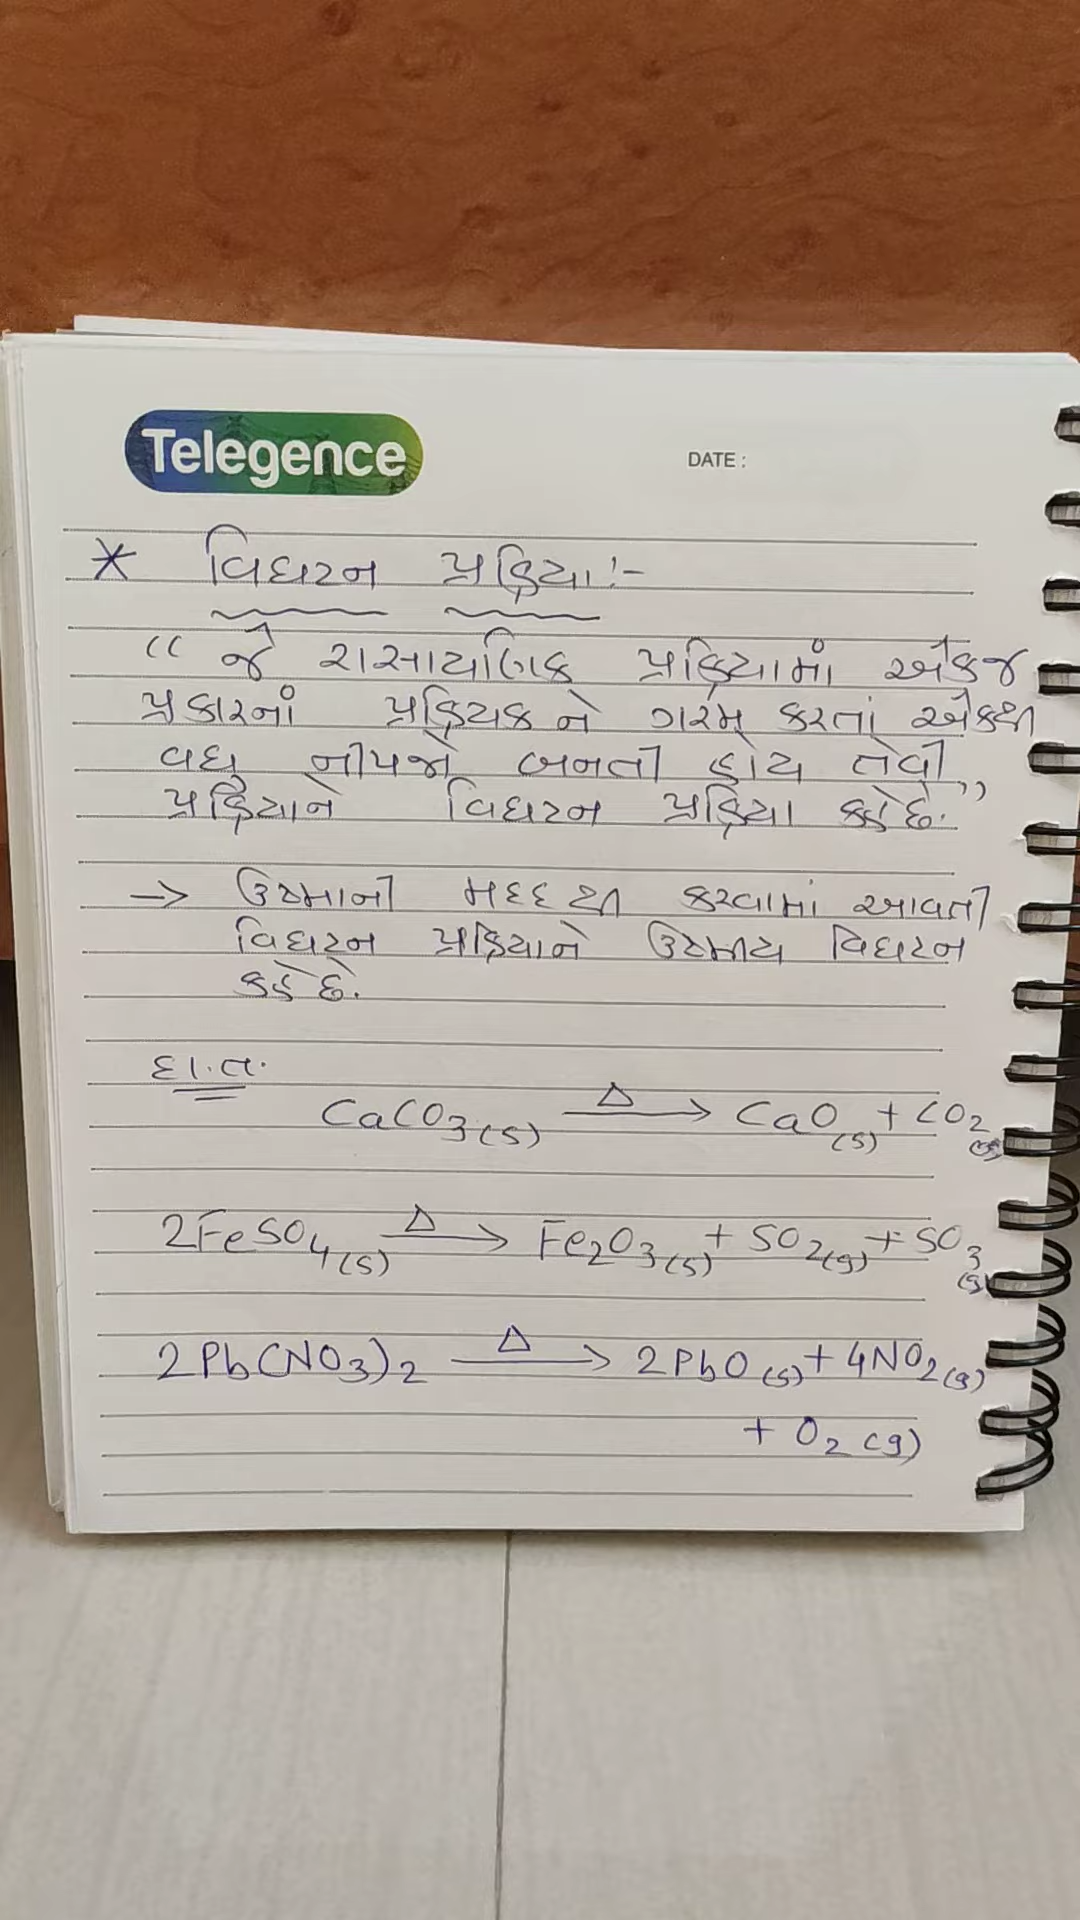 Telegence
DATE :
* વિઘટન પ્રક્રિયા :-
“ જે રાસાયણિક પ્રક્રિયામાં એકજ
પ્રકારનાં પ્રક્રિયક ને ગરમ કરતાં એકથી
વધુ નીપજો બનતી હોય તેવી
પ્રક્રિયાને વિઘટન પ્રક્રિયા કહે છે. ”
-> ઉષ્માની મદદથી કરવામાં આવતી
વિઘટન પ્રક્રિયાને ઉષ્મીય વિઘટન
કહે છે.
દા.ત.
CaCO₃(s) —Δ→ CaO(s) + CO₂(g)
2FeSO₄(s) —Δ→ Fe₂O₃(s) + SO₂(g) + SO₃(g)
2Pb(NO₃)₂ —Δ→ 2PbO(s) + 4NO₂(g)
+ O₂(g)